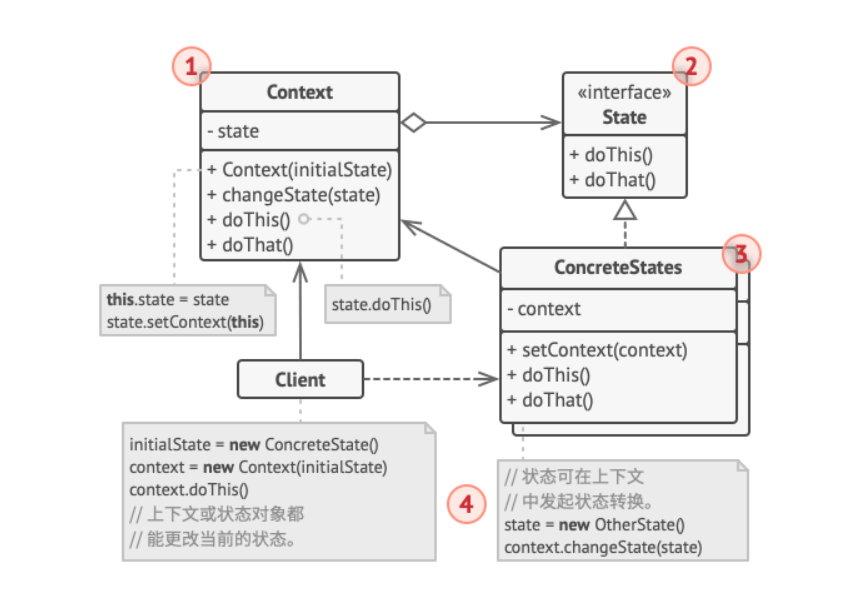 1
Context
- state
+ Context(initialState)
+ changeState(state)
+ doThis()
+ doThat()
2
«interface»
State
+ doThis()
+ doThat()
3
ConcreteStates
- context
+ setContext(context)
+ doThis()
+ doThat()
this.state = state
state.setContext(this)
state.doThis()
Client
initialState = new ConcreteState()
context = new Context(initialState)
context.doThis()
// 上下文或状态对象都
// 能更改当前的状态。
4
// 状态可在上下文
// 中发起状态转换。
state = new OtherState()
context.changeState(state)